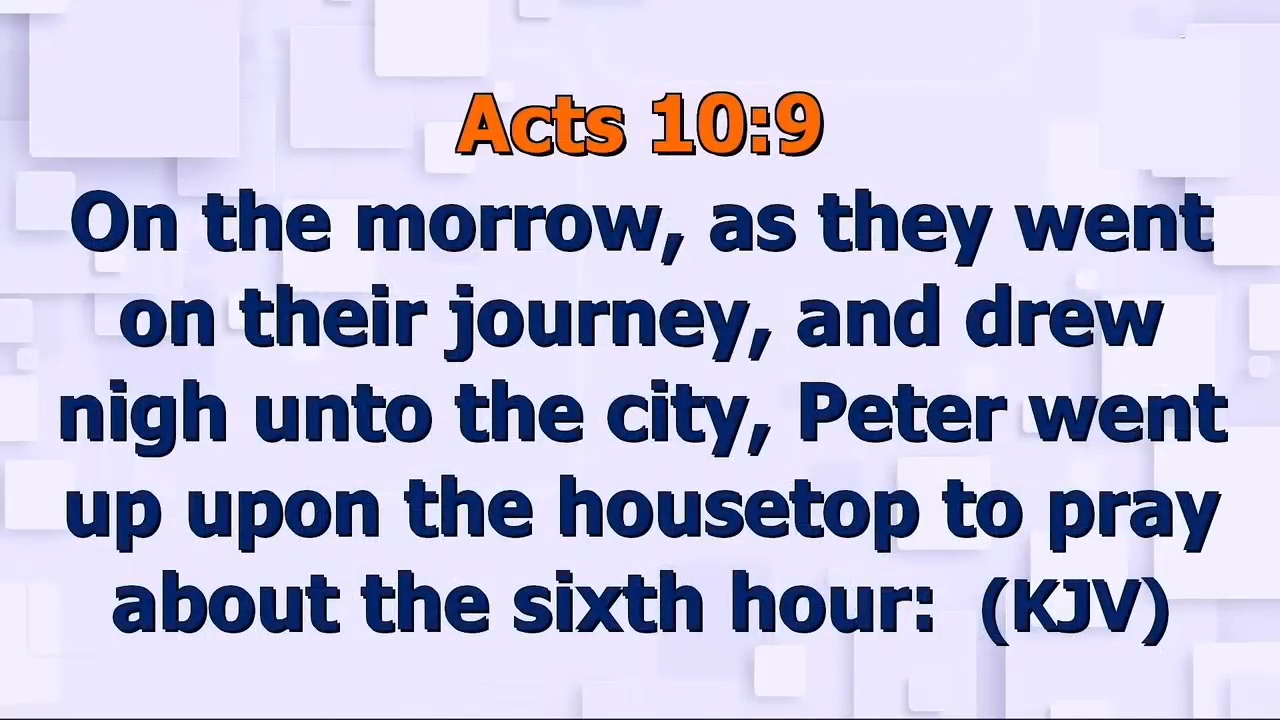 Acts 10:9
On the morrow, as they went
on their journey, and drew
nigh unto the city, Peter went
up upon the housetop to pray
about the sixth hour:  (KJV)